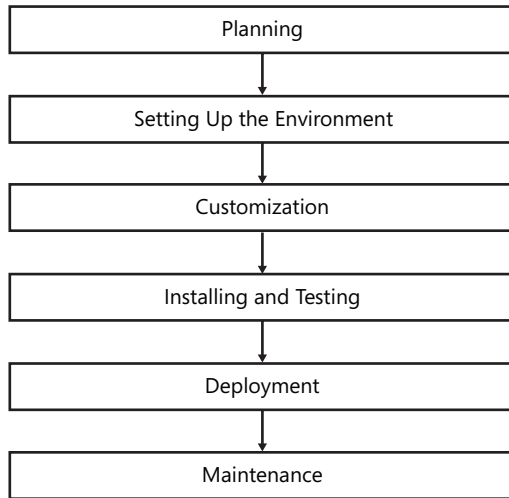 Planning
Setting Up the Environment
Customization
Installing and Testing
Deployment
Maintenance